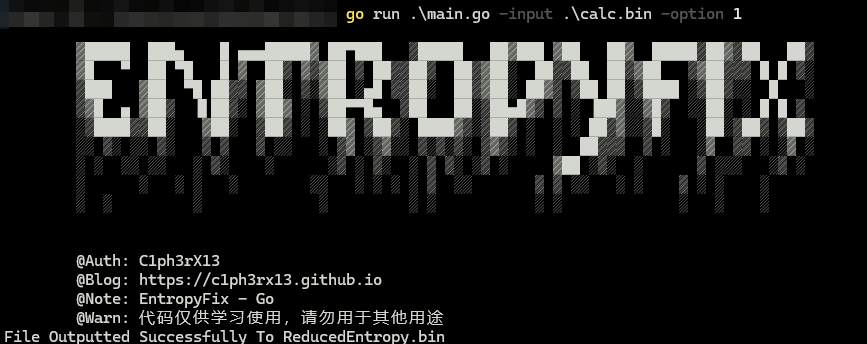 go run .\main.go -input .\calc.bin -option 1
ENTROPYFIX
@Auth: C1ph3rX13
@Blog: https://c1ph3rx13.github.io
@Note: EntropyFix - Go
@Warn: 代码仅供学习使用，请勿用于其他用途
File Outputted Successfully To ReducedEntropy.bin